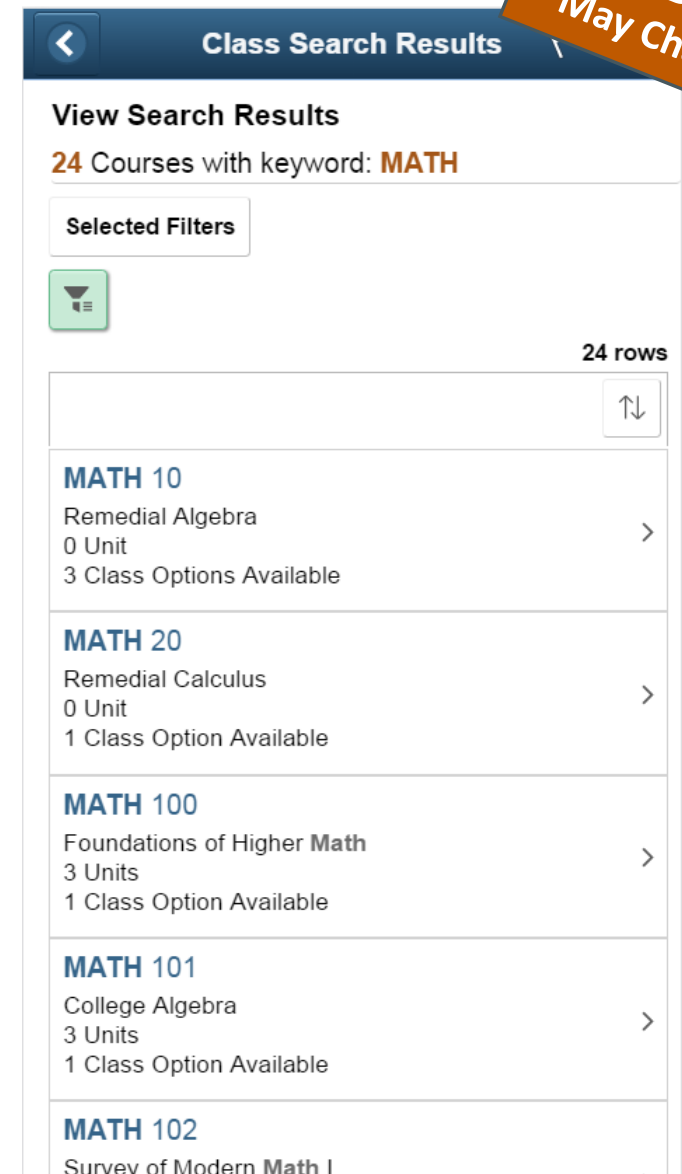 May Ch
Class Search Results
View Search Results
24 Courses with keyword: MATH
Selected Filters
24 rows
MATH 10
Remedial Algebra
0 Unit
3 Class Options Available
MATH 20
Remedial Calculus
0 Unit
1 Class Option Available
MATH 100
Foundations of Higher Math
3 Units
1 Class Option Available
MATH 101
College Algebra
3 Units
1 Class Option Available
MATH 102
Survey of Modern Math I